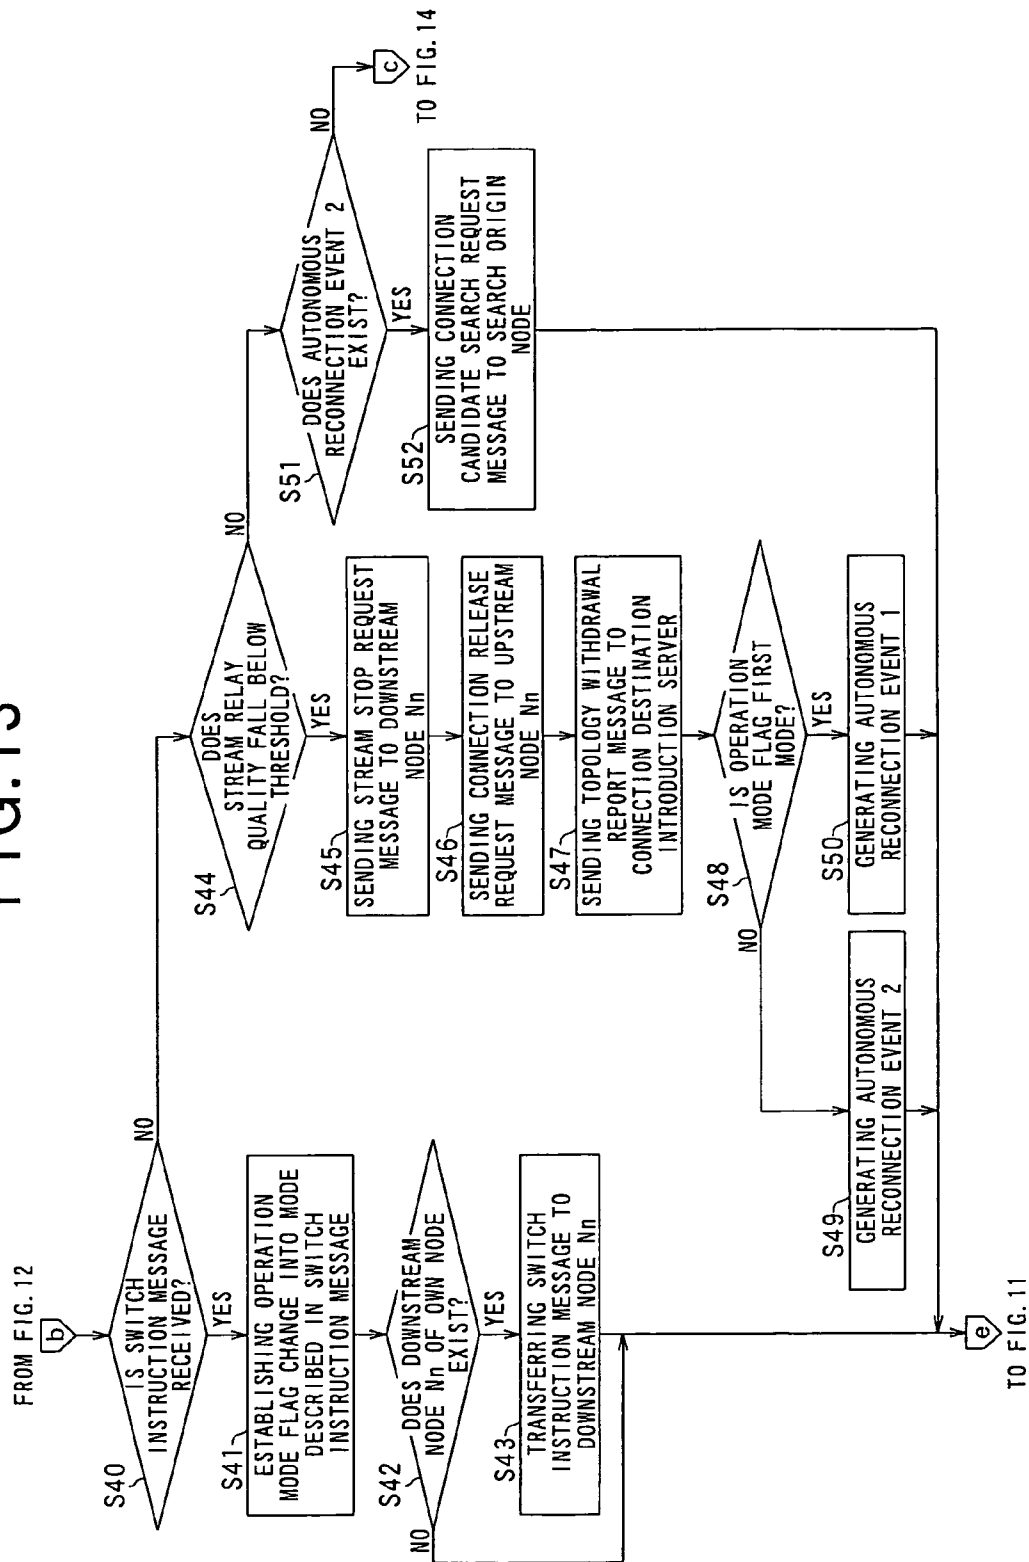 FIG. 13
FROM FIG. 12
b
S40
IS SWITCH
INSTRUCTION MESSAGE
RECEIVED?
NO
YES
S41
ESTABLISHING OPERATION
MODE FLAG CHANGE INTO MODE
DESCRIBED IN SWITCH
INSTRUCTION MESSAGE
S42
DOES DOWNSTREAM
NODE Nn OF OWN NODE
EXIST?
NO
YES
S43
TRANSFERRING SWITCH
INSTRUCTION MESSAGE TO
DOWNSTREAM NODE Nn
S44
DOES
STREAM RELAY
QUALITY FALL BELOW
THRESHOLD?
NO
YES
S45
SENDING STREAM STOP REQUEST
MESSAGE TO DOWNSTREAM
NODE Nn
S46
SENDING CONNECTION RELEASE
REQUEST MESSAGE TO UPSTREAM
NODE Nn
S47
SENDING TOPOLOGY WITHDRAWAL
REPORT MESSAGE TO
CONNECTION DESTINATION
INTRODUCTION SERVER
S48
IS OPERATION
MODE FLAG FIRST
MODE?
NO
YES
S49
GENERATING AUTONOMOUS
RECONNECTION EVENT 2
S50
GENERATING AUTONOMOUS
RECONNECTION EVENT 1
S51
DOES AUTONOMOUS
RECONNECTION EVENT 2
EXIST?
NO
YES
S52
SENDING CONNECTION
CANDIDATE SEARCH REQUEST
MESSAGE TO SEARCH ORIGIN
NODE
c
TO FIG. 14
e
TO FIG. 11